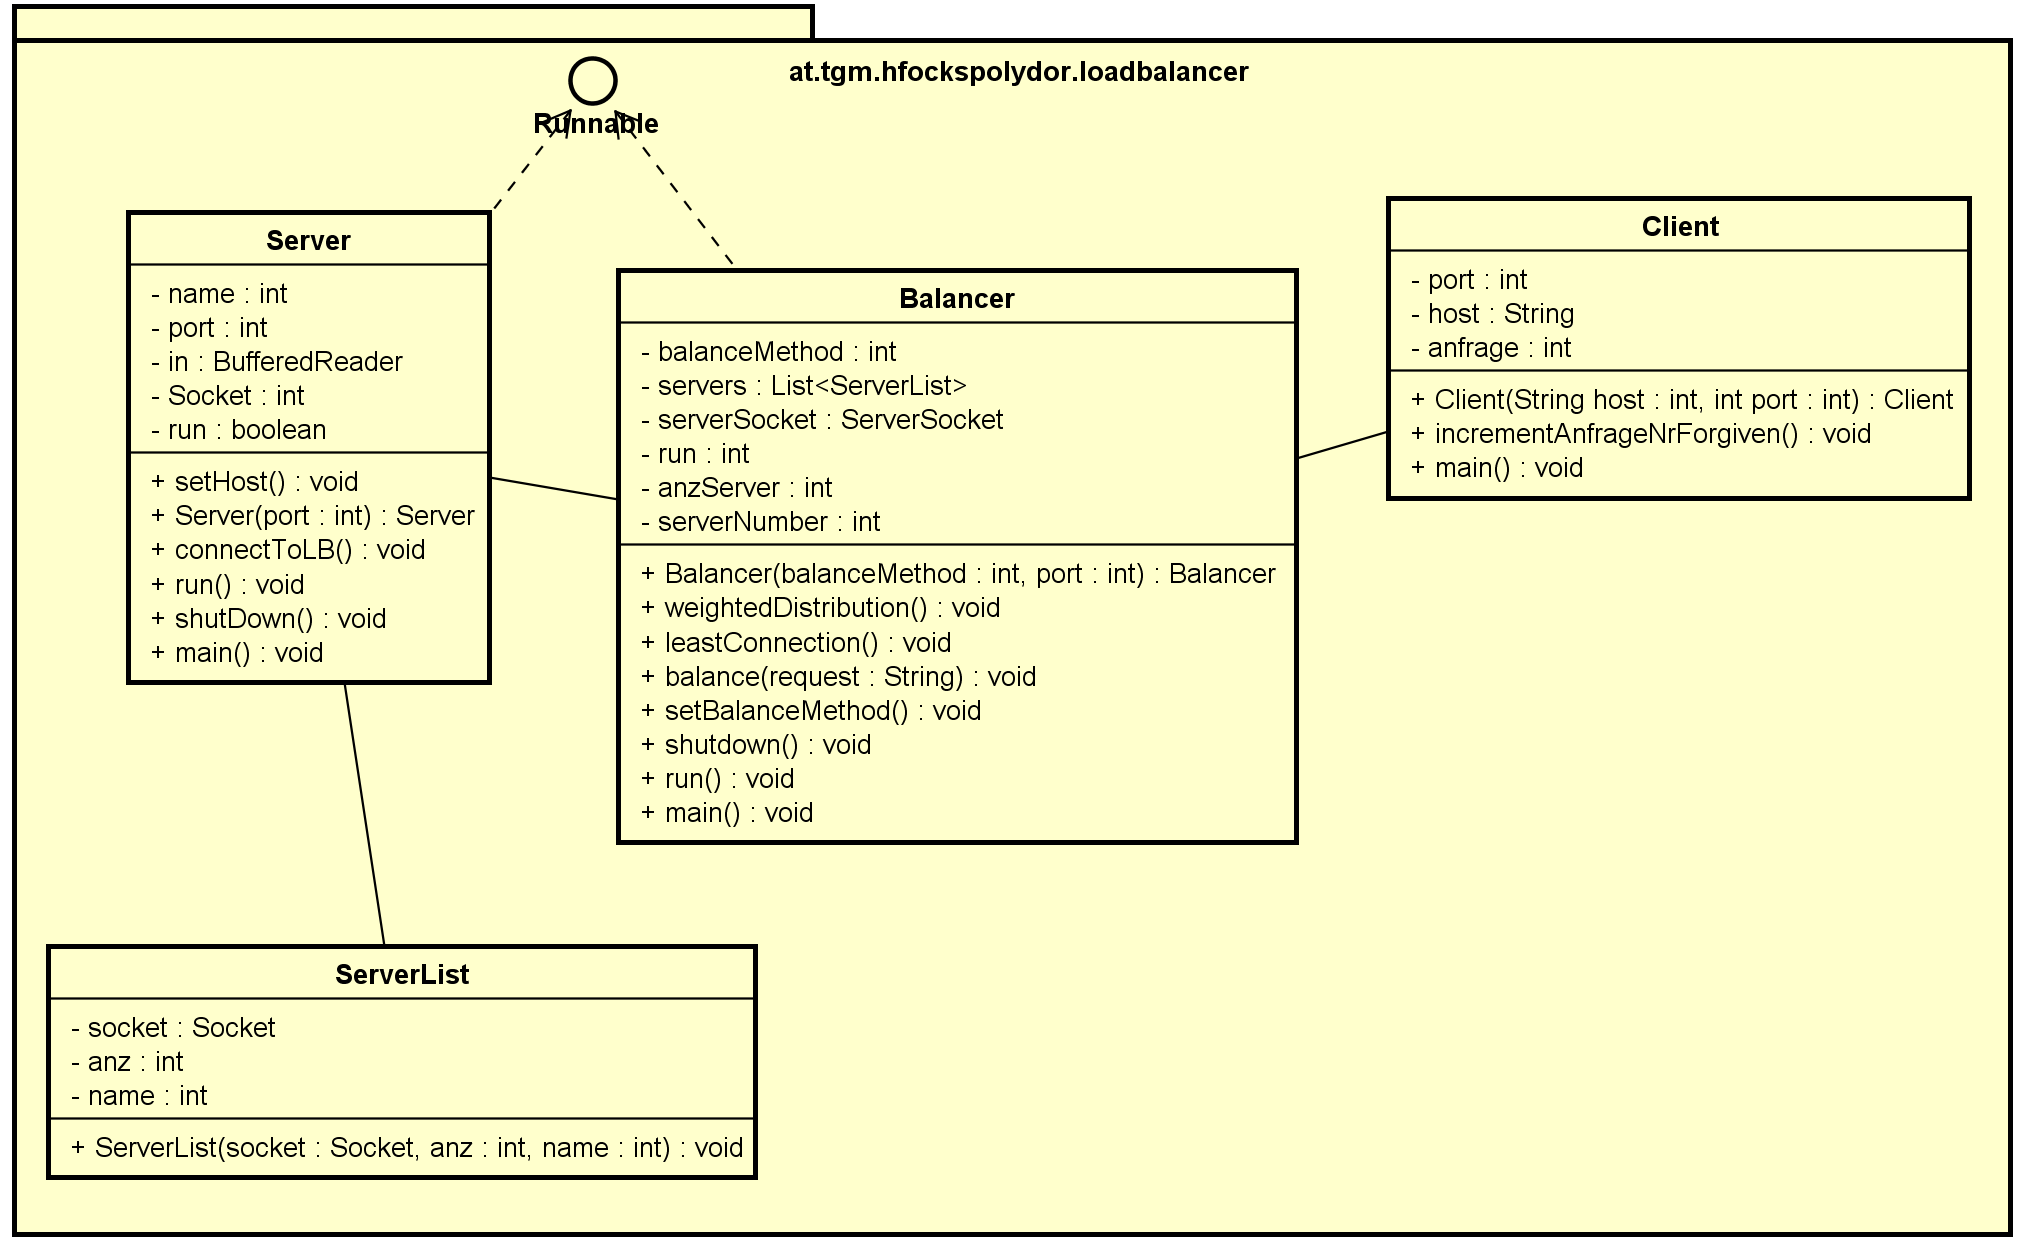 at.tgm.hfockspolydor.loadbalancer
Runnable
Server
- name : int
- port : int
- in : BufferedReader
- Socket : int
- run : boolean
+ setHost() : void
+ Server(port : int) : Server
+ connectToLB() : void
+ run() : void
+ shutDown() : void
+ main() : void
Balancer
- balanceMethod : int
- servers : List<ServerList>
- serverSocket : ServerSocket
- run : int
- anzServer : int
- serverNumber : int
+ Balancer(balanceMethod : int, port : int) : Balancer
+ weightedDistribution() : void
+ leastConnection() : void
+ balance(request : String) : void
+ setBalanceMethod() : void
+ shutdown() : void
+ run() : void
+ main() : void
Client
- port : int
- host : String
- anfrage : int
+ Client(String host : int, int port : int) : Client
+ incrementAnfrageNrForgiven() : void
+ main() : void
ServerList
- socket : Socket
- anz : int
- name : int
+ ServerList(socket : Socket, anz : int, name : int) : void